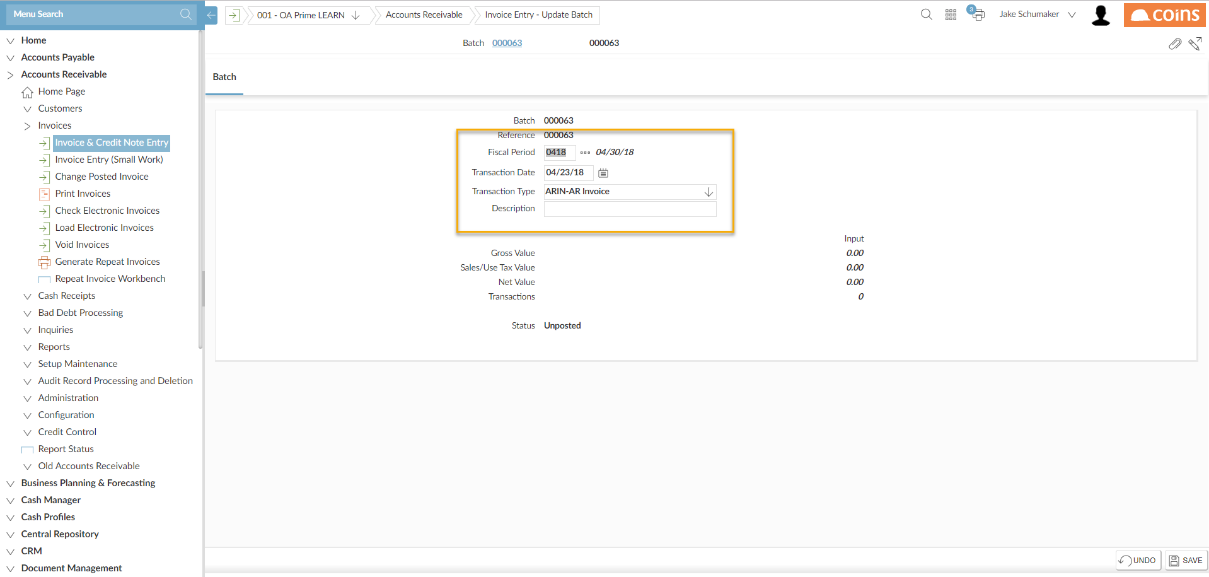 Menu Search
001 - OA Prime LEARN
Accounts Receivable
Invoice Entry - Update Batch
3
Jake Schumaker
coins
Batch 000063 000063
Batch
Home
Accounts Payable
Accounts Receivable
Home Page
Customers
Invoices
Invoice & Credit Note Entry
Invoice Entry (Small Work)
Change Posted Invoice
Print Invoices
Check Electronic Invoices
Load Electronic Invoices
Void Invoices
Generate Repeat Invoices
Repeat Invoice Workbench
Cash Receipts
Bad Debt Processing
Inquiries
Reports
Setup Maintenance
Audit Record Processing and Deletion
Administration
Configuration
Credit Control
Report Status
Old Accounts Receivable
Business Planning & Forecasting
Cash Manager
Cash Profiles
Central Repository
CRM
Document Management
Batch 000063
Reference 000063
Fiscal Period 0418 04/30/18
Transaction Date 04/23/18
Transaction Type ARIN-AR Invoice
Description
Input
Gross Value 0.00
Sales/Use Tax Value 0.00
Net Value 0.00
Transactions 0
Status Unposted
UNDO
SAVE